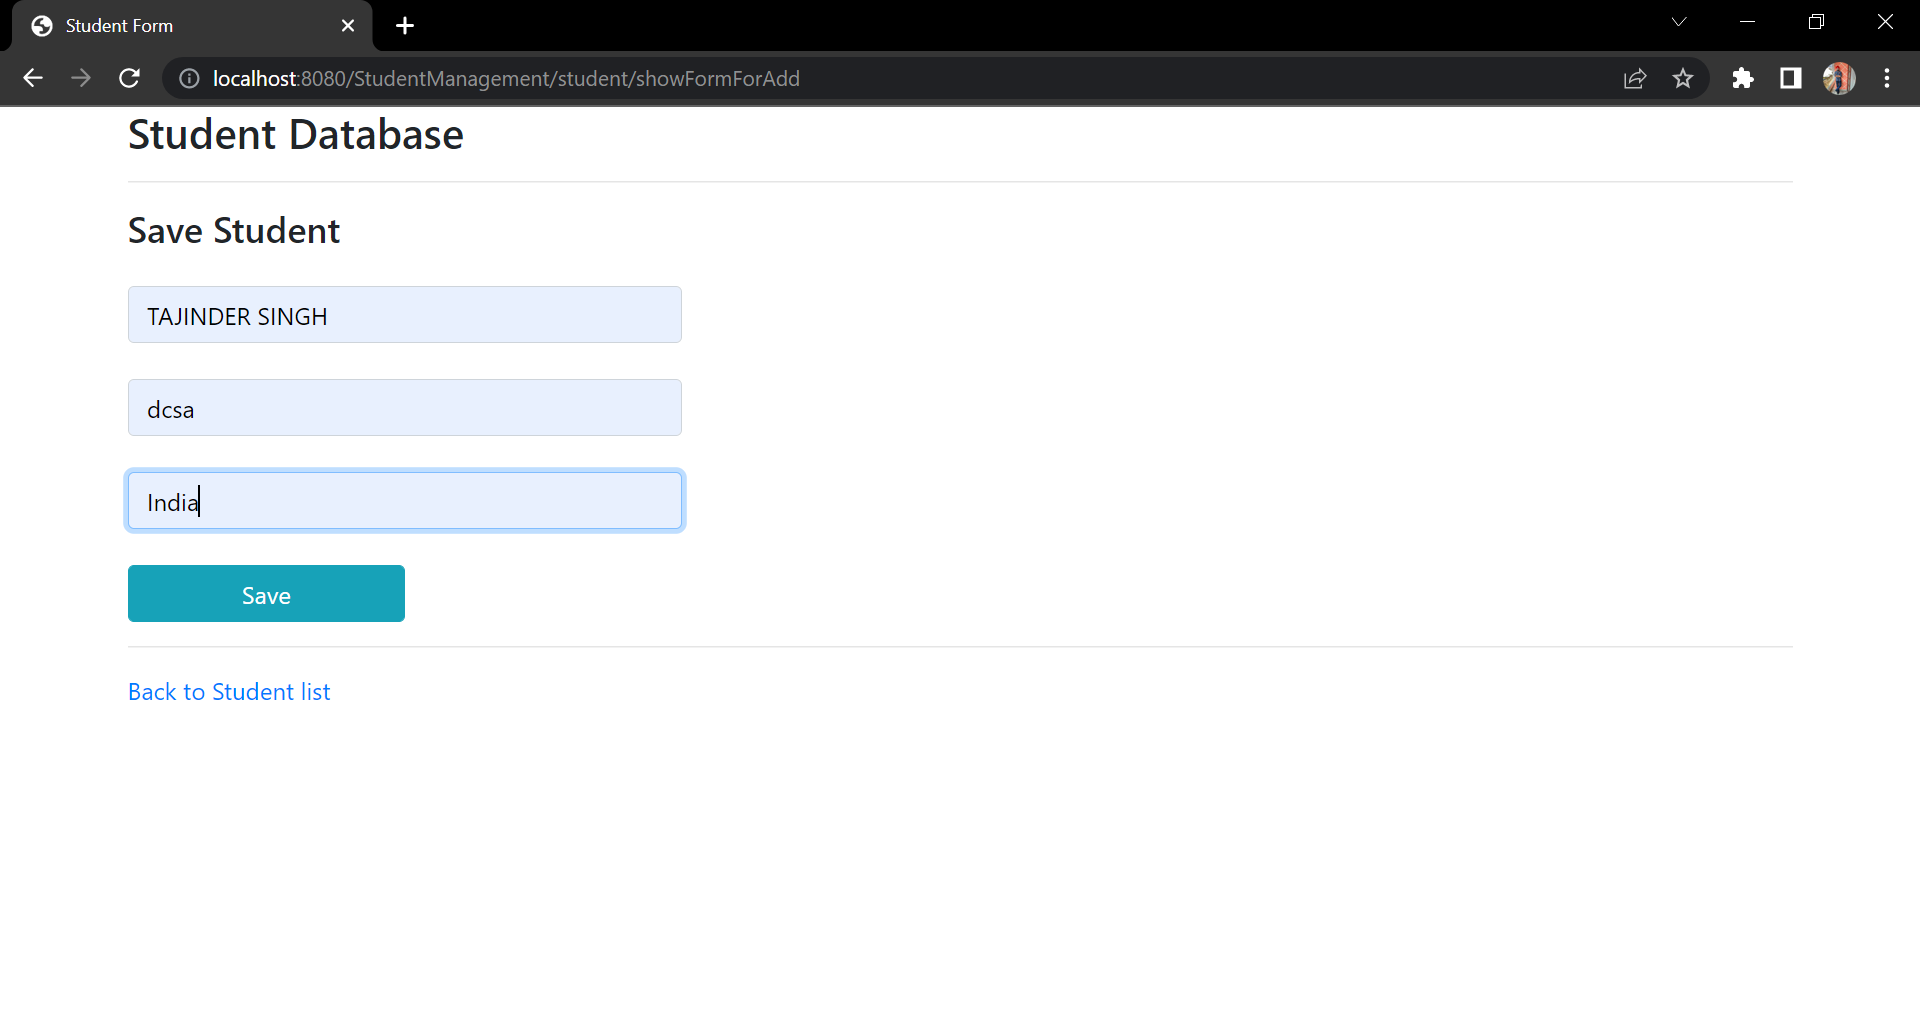 Student Form
localhost:8080/StudentManagement/student/showFormForAdd
Student Database
Save Student
TAJINDER SINGH
dcsa
India
Save
Back to Student list